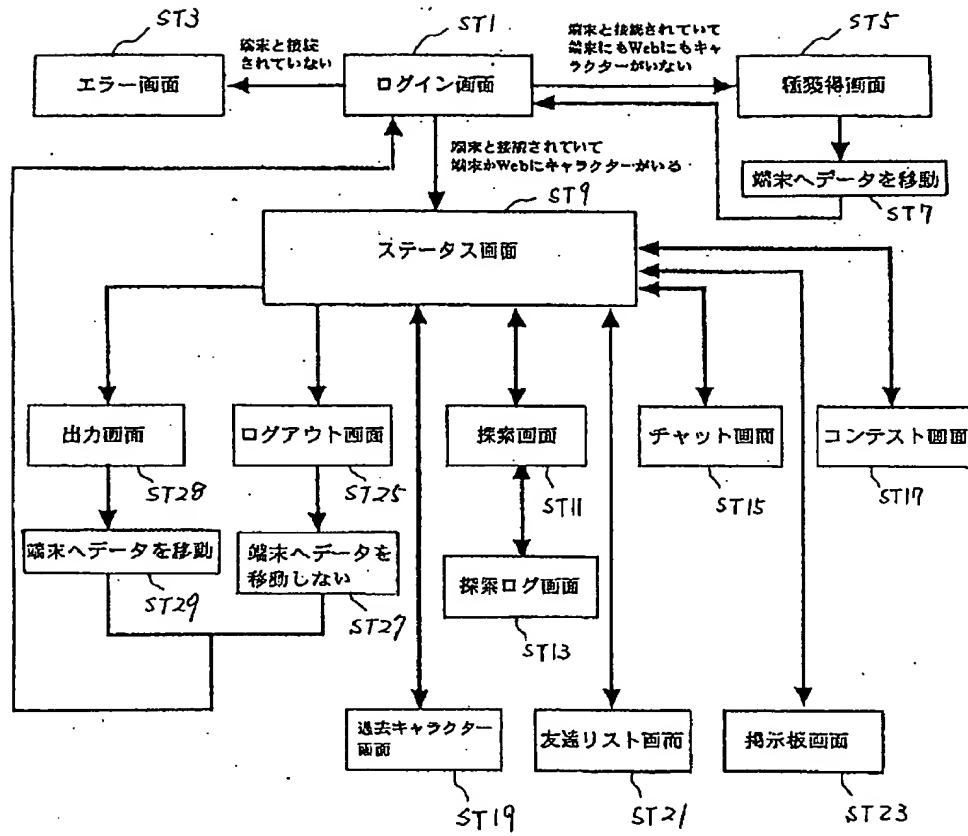 ST3
ST1
ST5
端末と接続
されていない
端末と接続されていて
端末にもWebにもキャ
ラクターがいない
エラー画面
ログイン画面
種獲得画面
端末と接続されていて
端末かWebにキャラクターがいる
端末へデータを移動
ST7
ST9
ステータス画面
出力画面
ログアウト画面
探索画面
チャット画面
コンテスト画面
ST28
ST25
ST11
ST15
ST17
端末へデータを移動
端末へデータを
移動しない
探索ログ画面
ST29
ST27
ST13
過去キャラクター
画面
友達リスト画面
掲示板画面
ST19
ST21
ST23